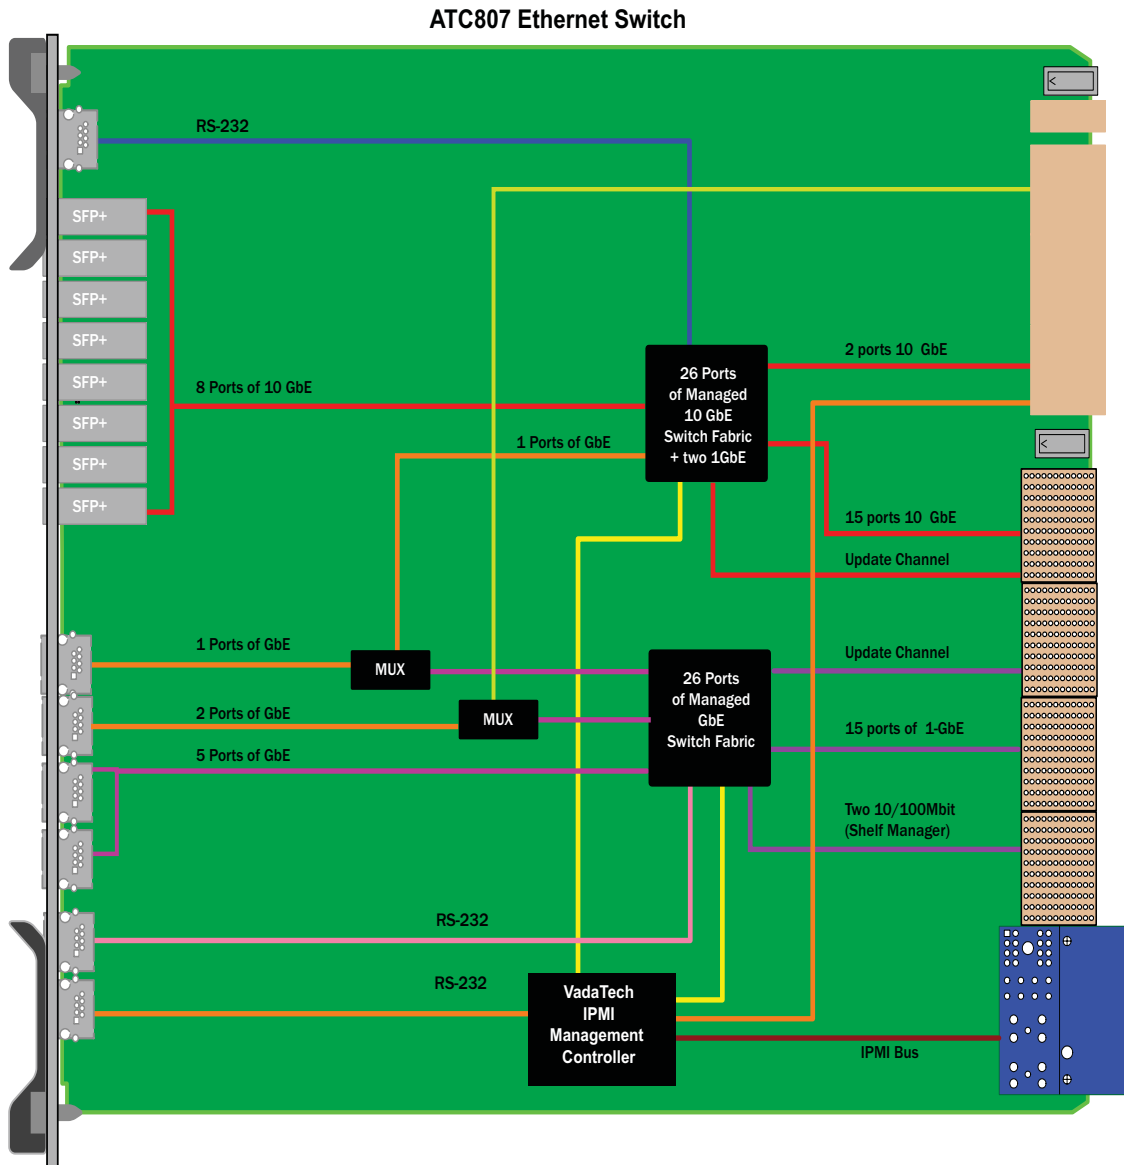 ATC807 Ethernet Switch
RS-232
SFP+
SFP+
SFP+
SFP+
SFP+
SFP+
SFP+
SFP+
8 Ports of 10 GbE
1 Ports of GbE
26 Ports
of Managed
10 GbE
Switch Fabric
+ two 1GbE
2 ports 10 GbE
<
<
15 ports 10 GbE
Update Channel
1 Ports of GbE
MUX
2 Ports of GbE
MUX
5 Ports of GbE
26 Ports
of Managed
GbE
Switch Fabric
Update Channel
15 ports of 1-GbE
Two 10/100Mbit
(Shelf Manager)
RS-232
RS-232
VadaTech
IPMI
Management
Controller
IPMI Bus